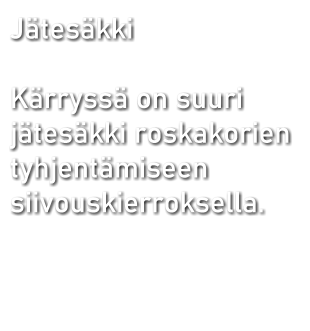 Jätesäkki
Kärryssä on suuri
jätesäkki roskakorien
tyhjentämiseen
siivouskierroksella.